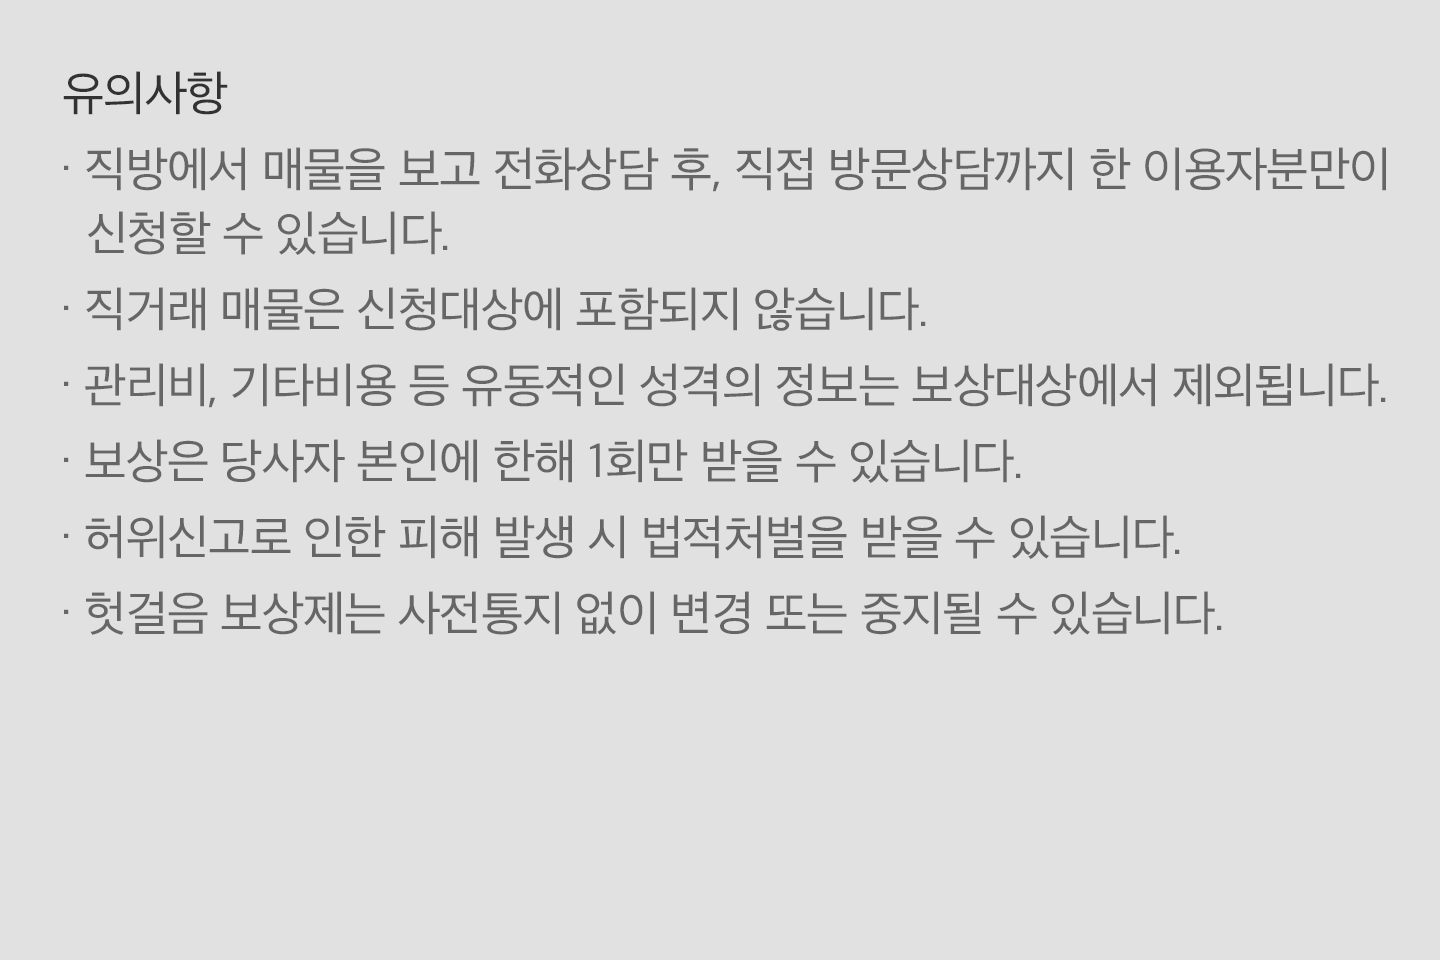 유의사항
· 직방에서 매물을 보고 전화상담 후, 직접 방문상담까지 한 이용자분만이
신청할 수 있습니다.
· 직거래 매물은 신청대상에 포함되지 않습니다.
· 관리비, 기타비용 등 유동적인 성격의 정보는 보상대상에서 제외됩니다.
· 보상은 당사자 본인에 한해 1회만 받을 수 있습니다.
· 허위신고로 인한 피해 발생 시 법적처벌을 받을 수 있습니다.
· 헛걸음 보상제는 사전통지 없이 변경 또는 중지될 수 있습니다.